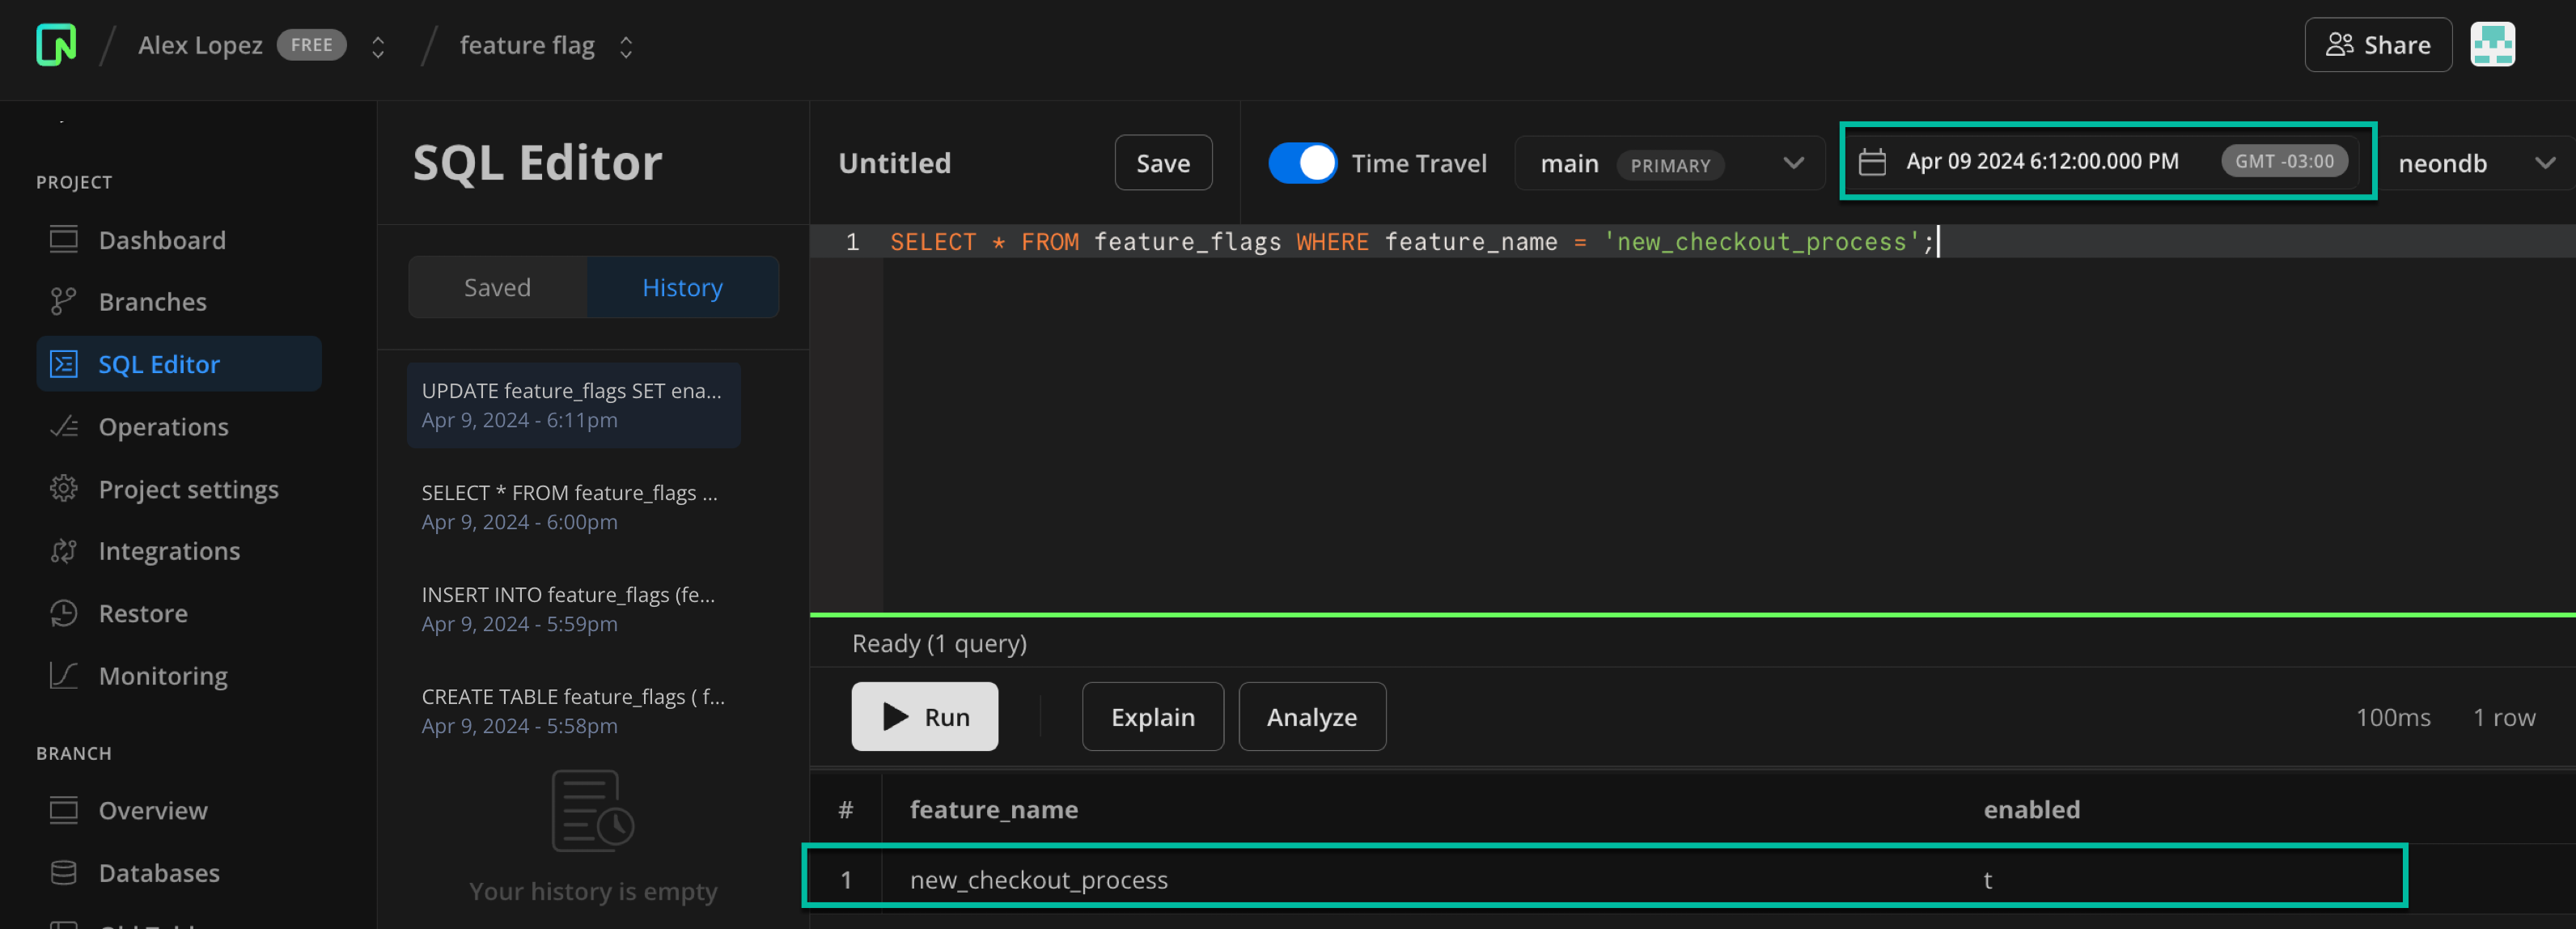 Alex Lopez FREE
feature flag
Share
PROJECT
Dashboard
Branches
SQL Editor
Operations
Project settings
Integrations
Restore
Monitoring
BRANCH
Overview
Databases
SQL Editor
Saved
History
UPDATE feature_flags SET ena...
Apr 9, 2024 - 6:11pm
SELECT * FROM feature_flags ...
Apr 9, 2024 - 6:00pm
INSERT INTO feature_flags (fe...
Apr 9, 2024 - 5:59pm
CREATE TABLE feature_flags ( f...
Apr 9, 2024 - 5:58pm
Your history is empty
Untitled
Save
Time Travel
main PRIMARY
Apr 09 2024 6:12:00.000 PM GMT -03:00
neondb
1 SELECT * FROM feature_flags WHERE feature_name = 'new_checkout_process';
Ready (1 query)
Run
Explain
Analyze
100ms
1 row
# feature_name enabled
1 new_checkout_process t